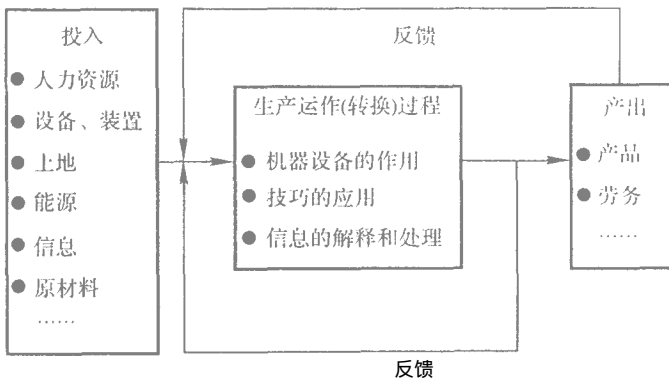 投入
● 人力资源
● 设备、装置
● 土地
● 能源
● 信息
● 原材料
……
反馈
生产运作(转换)过程
● 机器设备的作用
● 技巧的应用
● 信息的解释和处理
产出
● 产品
● 劳务
……
反馈